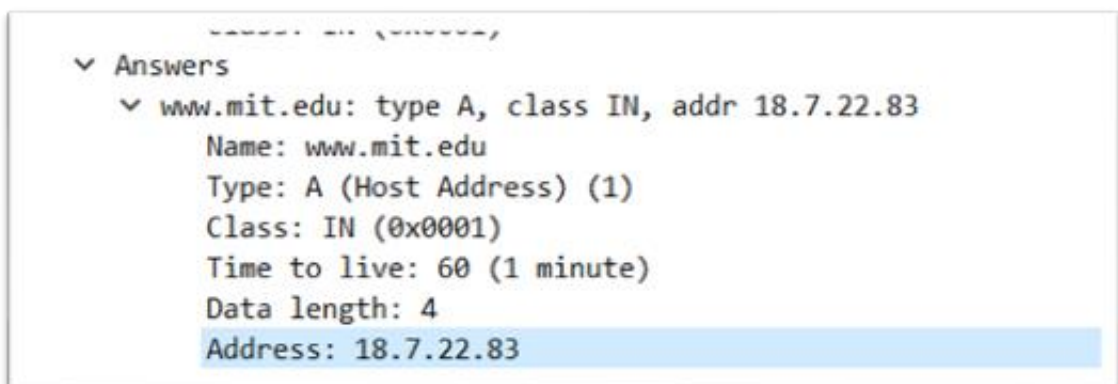 Answers
www.mit.edu: type A, class IN, addr 18.7.22.83
Name: www.mit.edu
Type: A (Host Address) (1)
Class: IN (0x0001)
Time to live: 60 (1 minute)
Data length: 4
Address: 18.7.22.83